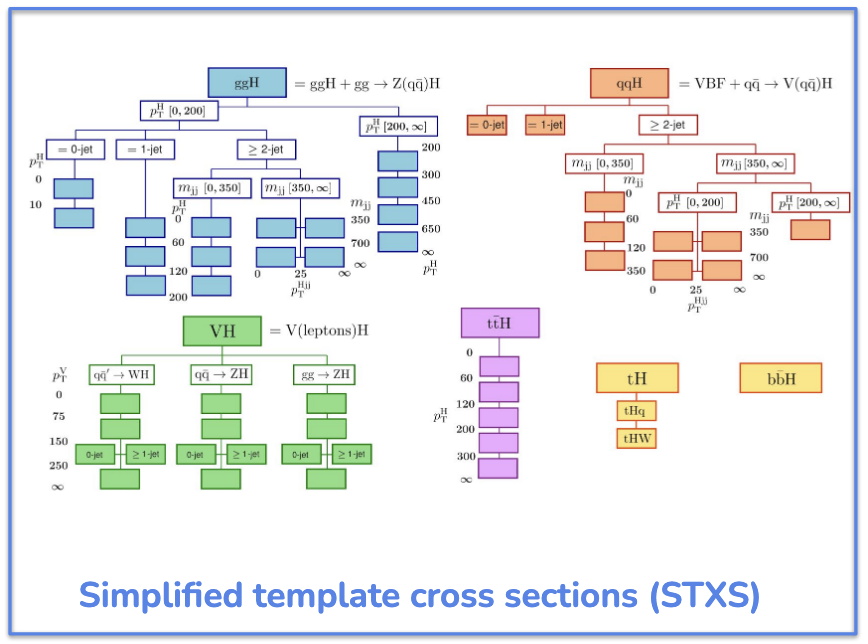 ggH = ggH + gg → Z(qq̄)H
p_T^H [0, 200]
p_T^H [200, ∞]
= 0-jet = 1-jet ≥ 2-jet
p_T^H
0
10
m_jj [0, 350] m_jj [350, ∞]
p_T^H
0
60
120
200
m_jj
350
700
∞
0 25 ∞
p_T^Hjj
200
300
450
650
∞
p_T^H
qqH = VBF + qq̄ → V(qq̄)H
= 0-jet = 1-jet ≥ 2-jet
m_jj [0, 350] m_jj [350, ∞]
m_jj
0
60
120
350
p_T^H [0, 200] p_T^H [200, ∞]
m_jj
350
700
∞
0 25 ∞
p_T^Hjj
VH = V(leptons)H
qq̄′ → WH qq̄ → ZH gg → ZH
p_T^V
0
75
150
250
∞
0-jet ≥ 1-jet 0-jet ≥ 1-jet 0-jet ≥ 1-jet
tt̄H
p_T^H
0
60
120
200
300
∞
tH
tHq
tHW
bb̄H
Simplified template cross sections (STXS)